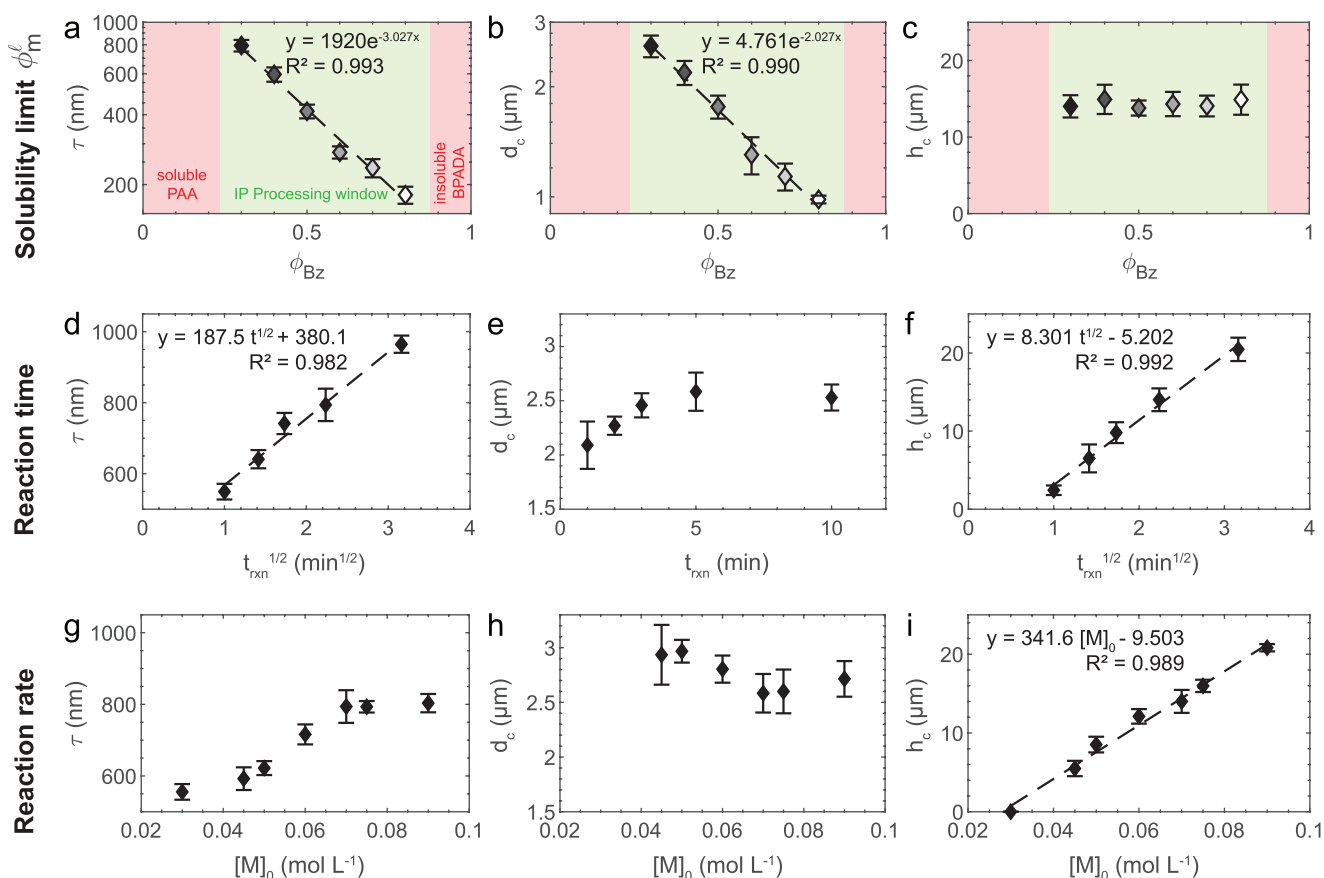 Solubility limit ϕℓm
a
1000
800
600
400
200
τ (nm)
y = 1920e-3.027x
R² = 0.993
soluble
PAA
IP Processing window
insoluble
BPADA
0
0.5
1
ϕBz
b
3
2
1
dc (μm)
y = 4.761e-2.027x
R² = 0.990
0
0.5
1
ϕBz
c
20
10
0
hc (μm)
0
0.5
1
ϕBz
Reaction time
d
1000
800
600
τ (nm)
y = 187.5 t1/2 + 380.1
R² = 0.982
0
1
2
3
4
trxn1/2 (min1/2)
e
3
2.5
2
1.5
dc (μm)
0
5
10
trxn (min)
f
20
10
0
hc (μm)
y = 8.301 t1/2 - 5.202
R² = 0.992
0
1
2
3
4
trxn1/2 (min1/2)
Reaction rate
g
1000
800
600
τ (nm)
0.02
0.04
0.06
0.08
0.1
[M]0 (mol L-1)
h
3
2.5
2
1.5
dc (μm)
0.02
0.04
0.06
0.08
0.1
[M]0 (mol L-1)
i
20
10
0
hc (μm)
y = 341.6 [M]0 - 9.503
R² = 0.989
0.02
0.04
0.06
0.08
0.1
[M]0 (mol L-1)